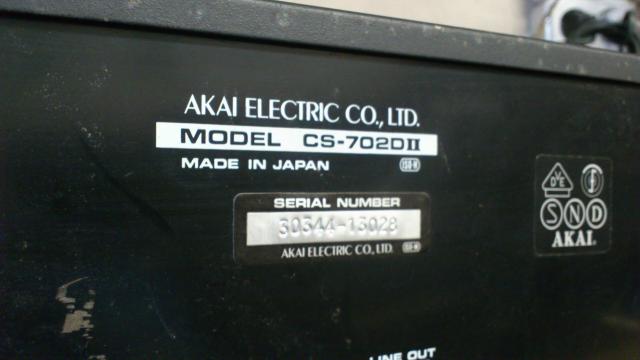 AKAI ELECTRIC CO., LTD.
MODEL CS-702DII
MADE IN JAPAN
SERIAL NUMBER
30344-13028
AKAI ELECTRIC CO., LTD.
S N D
AKAI
LINE OUT